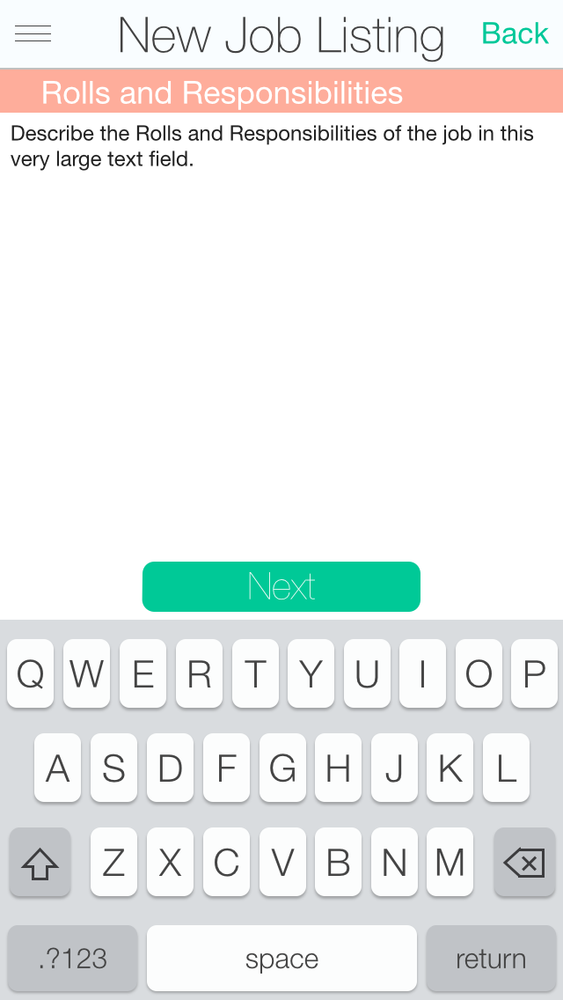 New Job Listing
Back
Rolls and Responsibilities
Describe the Rolls and Responsibilities of the job in this
very large text field.
Next
Q W E R T Y U I O P
A S D F G H J K L
Z X C V B N M
.?123 space return